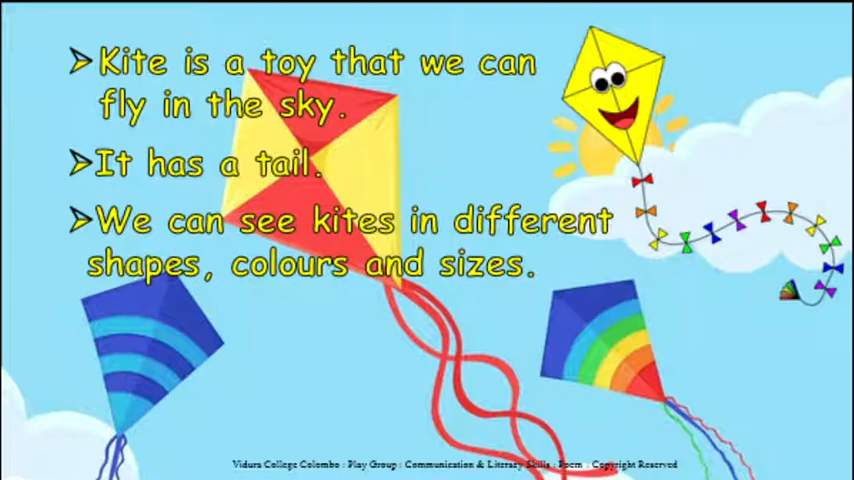 ➢Kite is a toy that we can
fly in the sky.
➢It has a tail.
➢We can see kites in different
shapes, colours and sizes.
Vidura College Colombo : Play Group : Communication & Literacy Skills : Poem : Copyright Reserved